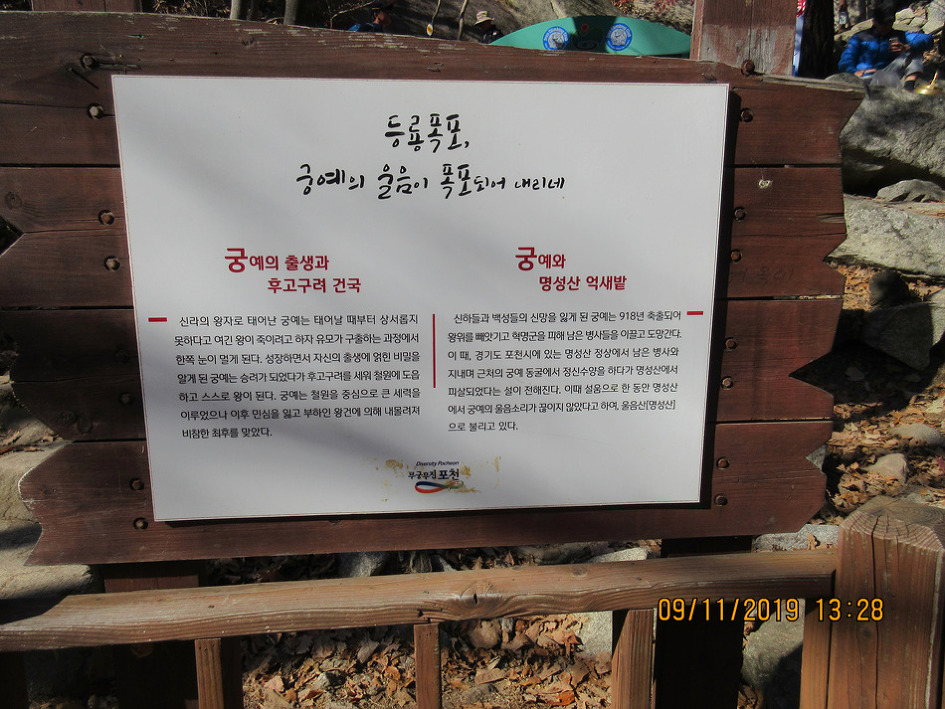 등룡폭포,
궁예의 울음이 폭포되어 내리네
궁예의 출생과
후고구려 건국
신라의 왕자로 태어난 궁예는 태어날 때부터 상서롭지
못하다고 여긴 왕이 죽이려고 하자 유모가 구출하는 과정에서
한쪽 눈이 멀게 된다. 성장하면서 자신의 출생에 얽힌 비밀을
알게 된 궁예는 승려가 되었다가 후고구려를 세워 철원에 도읍
하고 스스로 왕이 된다. 궁예는 철원을 중심으로 큰 세력을
이루었으나 이후 민심을 잃고 부하인 왕건에 의해 내몰려져
비참한 최후를 맞았다.
궁예와
명성산 억새밭
신하들과 백성들의 신망을 잃게 된 궁예는 918년 축출되어
왕위를 빼앗기고 혁명군을 피해 남은 병사들을 이끌고 도망간다.
이 때, 경기도 포천시에 있는 명성산 정상에서 남은 병사와
지내며 근처의 궁예 동굴에서 정신수양을 하다가 명성산에서
피살되었다는 설이 전해진다. 이때 설움으로 한 동안 명성산
에서 궁예의 울음소리가 끊이지 않았다고 하여, 울음산[명성산]
으로 불리고 있다.
Diversity Pocheon
무궁무진 포천
09/11/2019 13:28